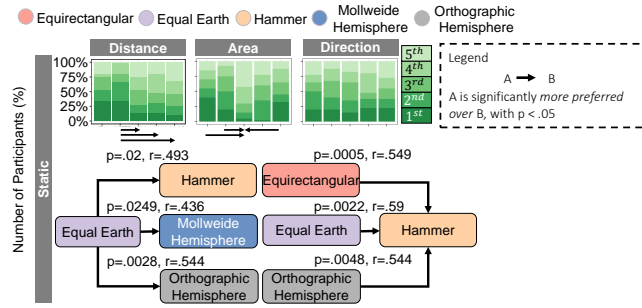 Equirectangular Equal Earth Hammer Mollweide Hemisphere Orthographic Hemisphere
Distance Area Direction
100%
75%
50%
25%
0%
5th
4th
3rd
2nd
1st
Legend
A B
A is significantly more preferred
over B, with p < .05
Number of Participants (%)
Static
p=.02, r=.493 p=.0005, r=.549
Hammer Equirectangular
p=.0249, r=.436 p=.0022, r=.59
Equal Earth Mollweide Hemisphere Equal Earth Hammer
p=.0028, r=.544 p=.0048, r=.544
Orthographic Hemisphere Orthographic Hemisphere